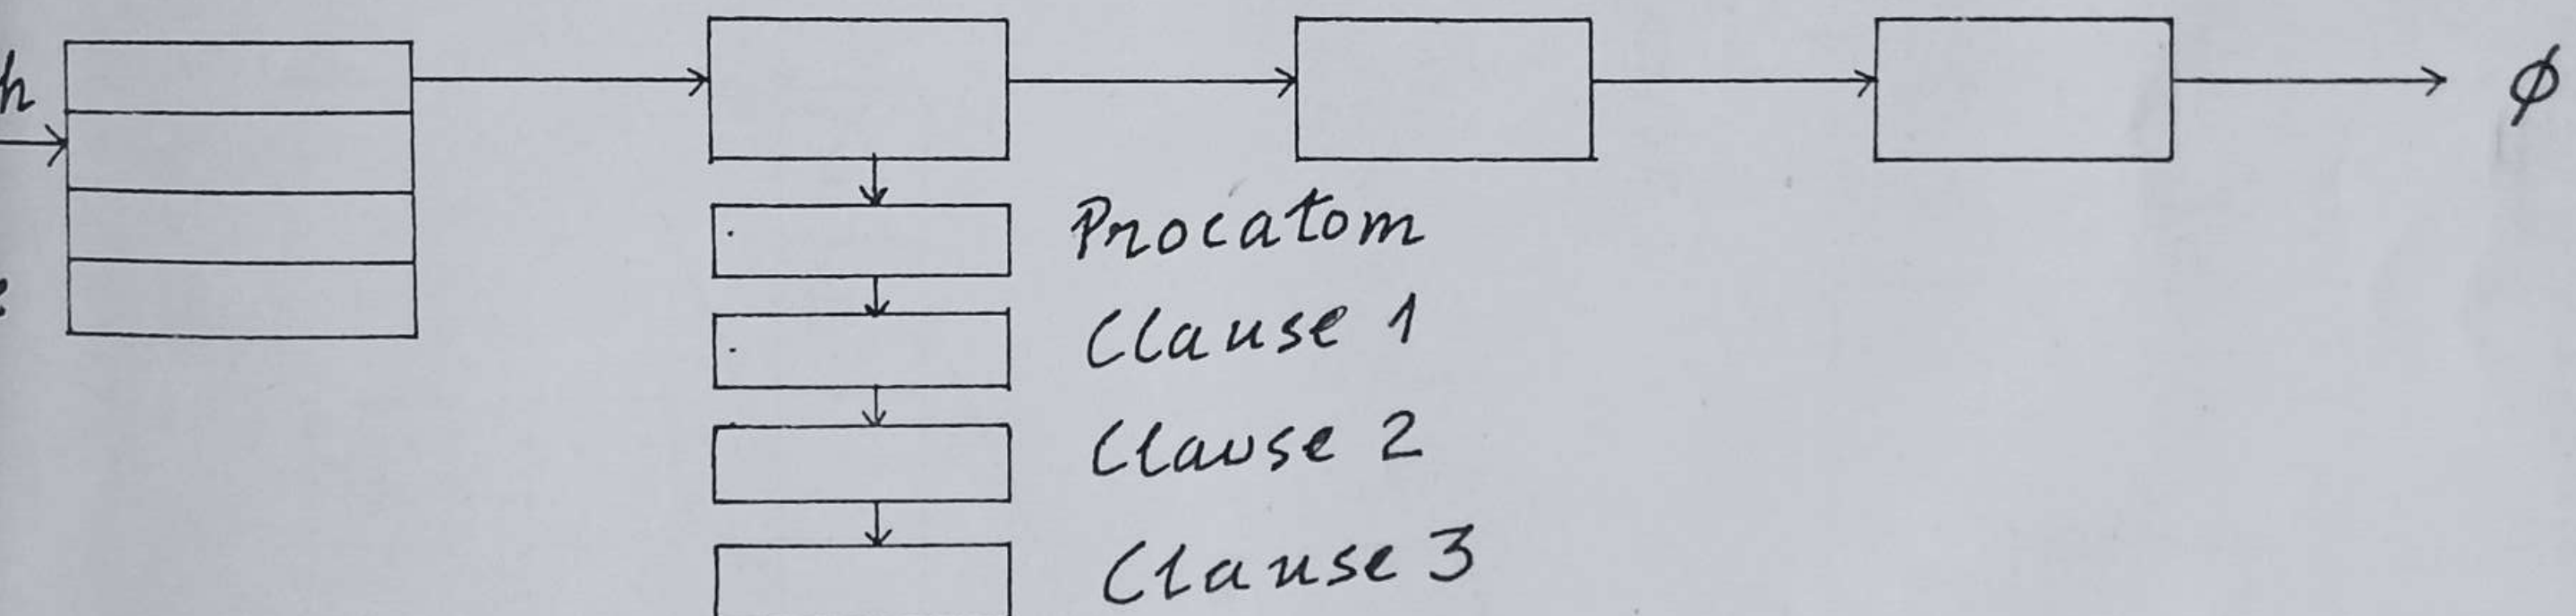 h
ϕ
Procatom
Clause 1
Clause 2
Clause 3